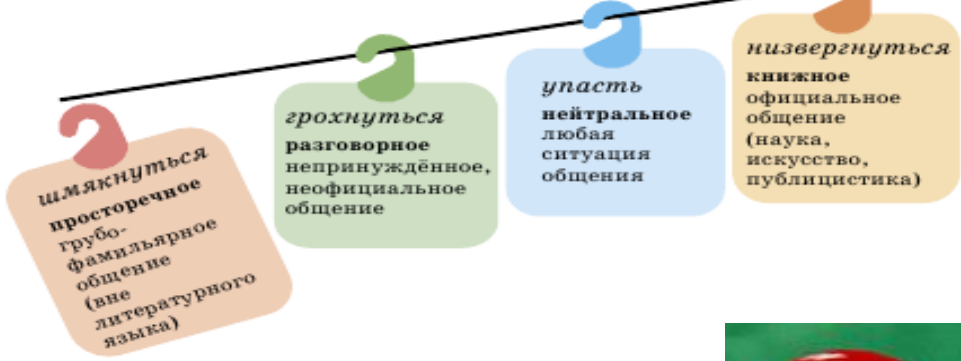 шмякнуться
просторечное
грубо-
фамильярное
общение
(вне
литературного
языка)
грохнуться
разговорное
непринуждённое,
неофициальное
общение
упасть
нейтральное
любая
ситуация
общения
низвергнуться
книжное
официальное
общение
(наука,
искусство,
публицистика)